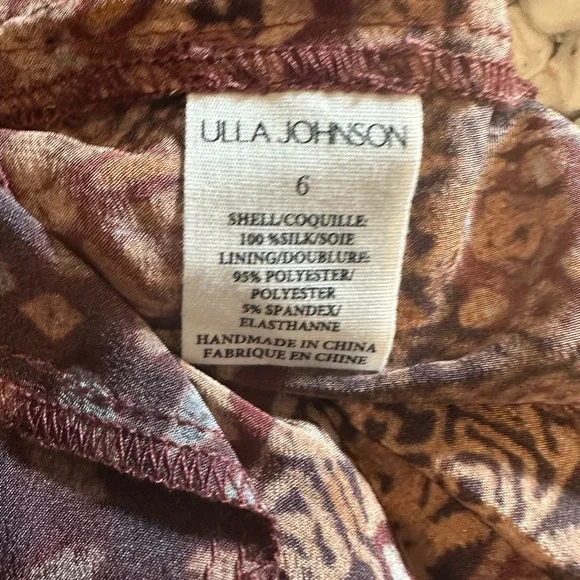 ULLA JOHNSON
6
SHELL/COQUILLE:
100 %SILK/SOIE
LINING/DOUBLURE:
95% POLYESTER/
POLYESTER
5% SPANDEX/
ELASTHANNE
HANDMADE IN CHINA
FABRIQUE EN CHINE